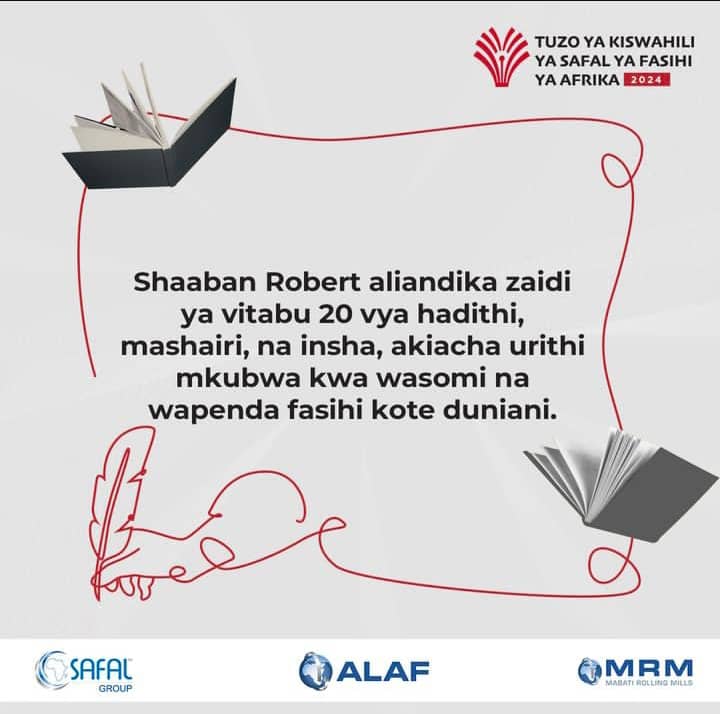 TUZO YA KISWAHILI
YA SAFAL YA FASIHI
YA AFRIKA 2024
Shaaban Robert aliandika zaidi
ya vitabu 20 vya hadithi,
mashairi, na insha, akiacha urithi
mkubwa kwa wasomi na
wapenda fasihi kote duniani.
SAFAL
GROUP
ALAF
MRM
MABATI ROLLING MILLS